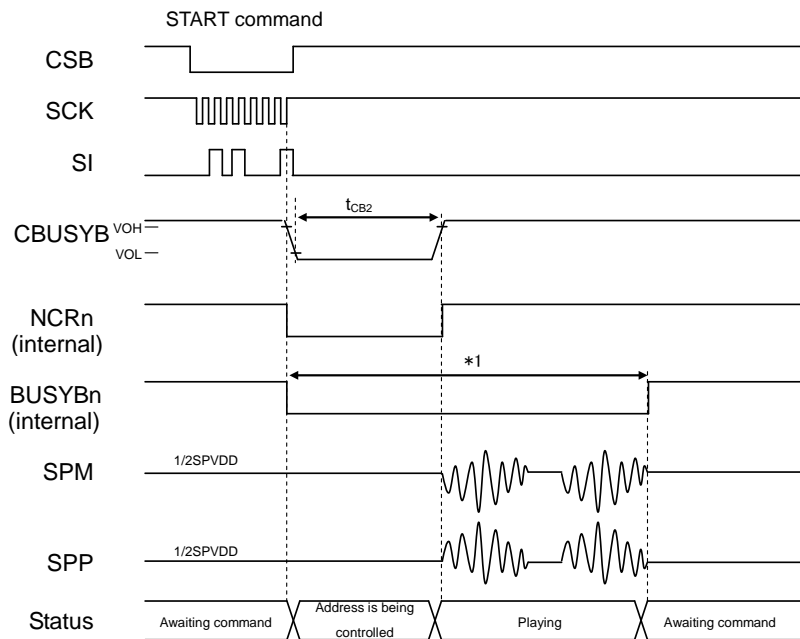 START command
CSB
SCK
SI
tCB2
CBUSYB
VOH
VOL
NCRn
(internal)
*1
BUSYBn
(internal)
SPM
1/2SPVDD
SPP
1/2SPVDD
Status
Awaiting command
Address is being
controlled
Playing
Awaiting command